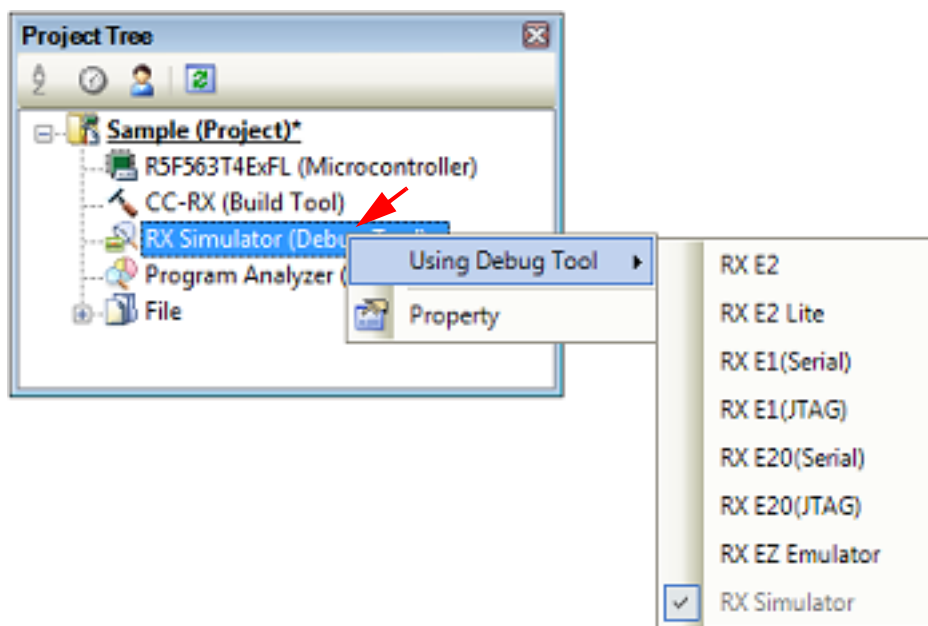 Project Tree
Sample (Project)*
R5F563T4ExFL (Microcontroller)
CC-RX (Build Tool)
RX Simulator (Debu
Program Analyzer (
File
Using Debug Tool
Property
RX E2
RX E2 Lite
RX E1(Serial)
RX E1(JTAG)
RX E20(Serial)
RX E20(JTAG)
RX EZ Emulator
RX Simulator